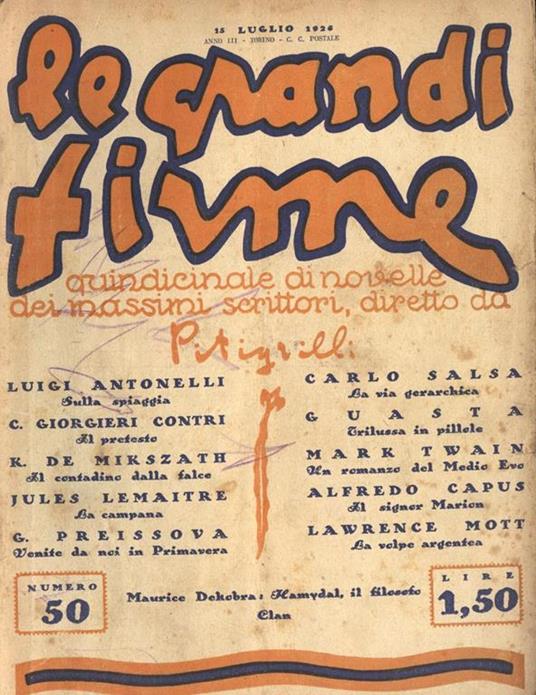 15 LUGLIO 1926
ANNO III - TORINO - C. C. POSTALE
le grandi
firme
quindicinale di novelle
dei massimi scrittori, diretto da
Pitigrilli
LUIGI ANTONELLI
Sulla spiaggia
C. GIORGIERI CONTRI
Il pretesto
K. DE MIKSZATH
Il contadino dalla falce
JULES LEMAITRE
La campana
G. PREISSOVA
Venite da noi in Primavera
CARLO SALSA
La via gerarchica
GUASTA
Trilussa in pillole
MARK TWAIN
Un romanzo del Medio Evo
ALFREDO CAPUS
Il signor Marion
LAWRENCE MOTT
La volpe argentea
NUMERO
50
Maurice Dekobra: Hamydal, il filosofo
Clan
LIRE
1,50